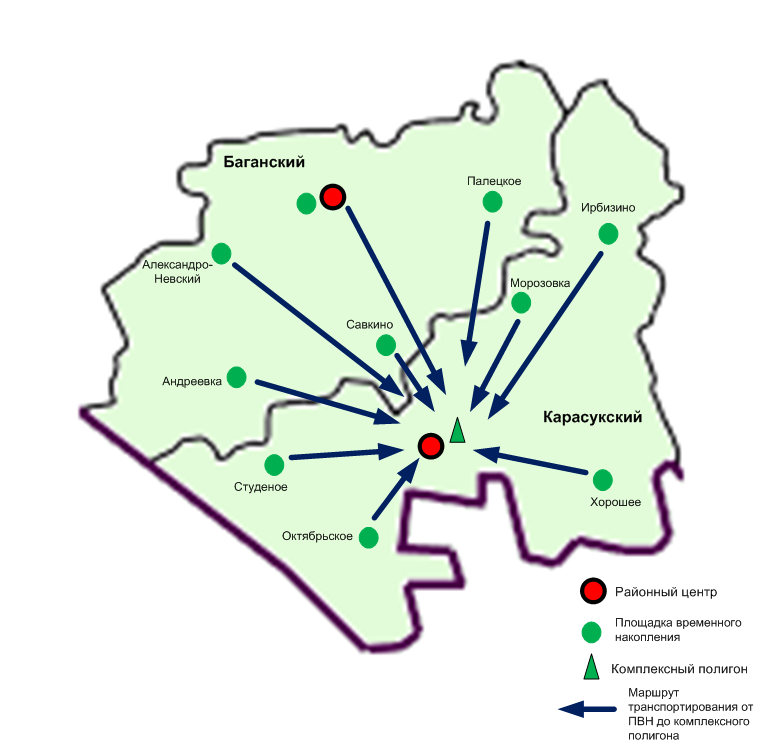 Баганский
Палецкое
Ирбизино
Александро-
Невский
Морозовка
Савкино
Андреевка
Карасукский
Студеное
Хорошее
Октябрьское
Районный центр
Площадка временного
накопления
Комплексный полигон
Маршрут
транспортирования от
ПВН до комплексного
полигона